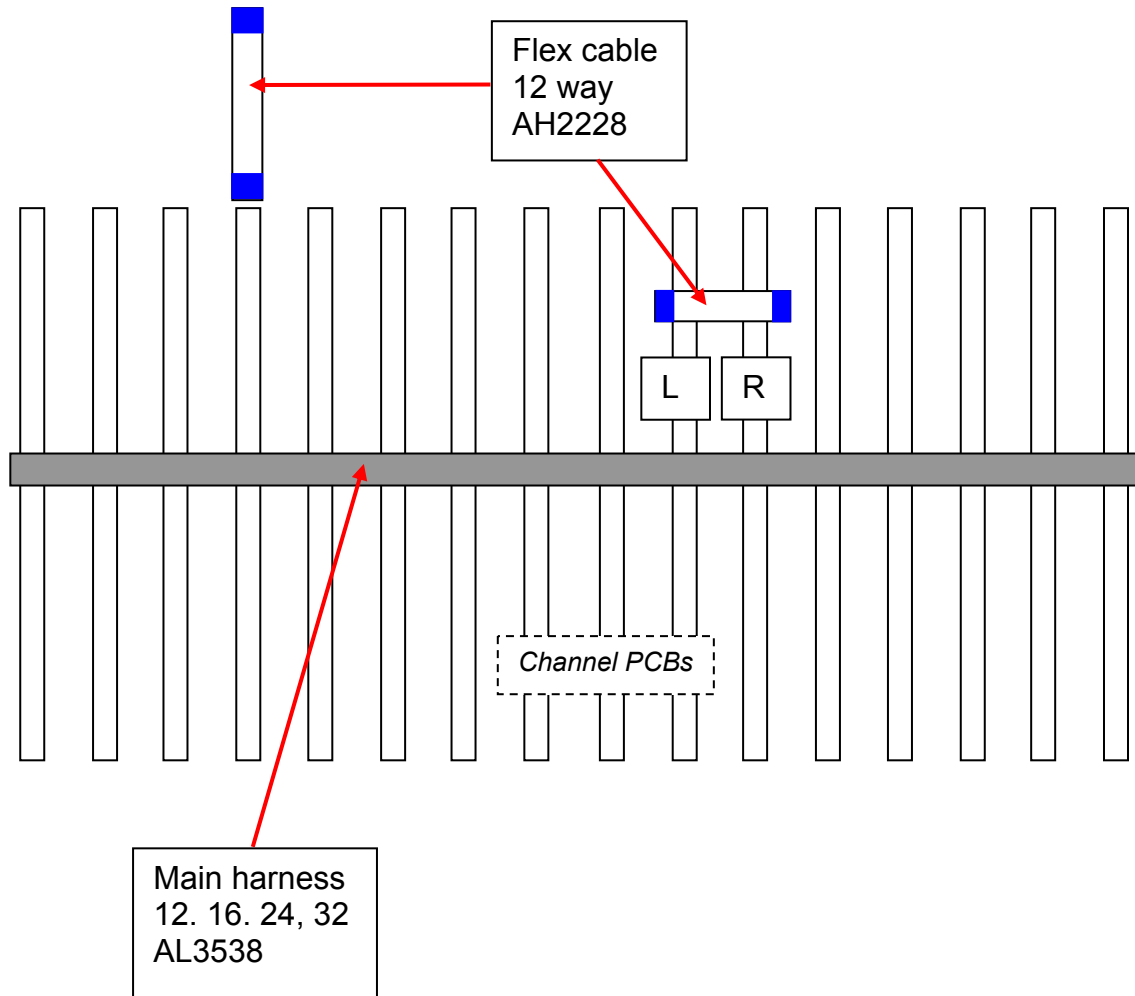 Flex cable
12 way
AH2228
L
R
Channel PCBs
Main harness
12. 16. 24, 32
AL3538